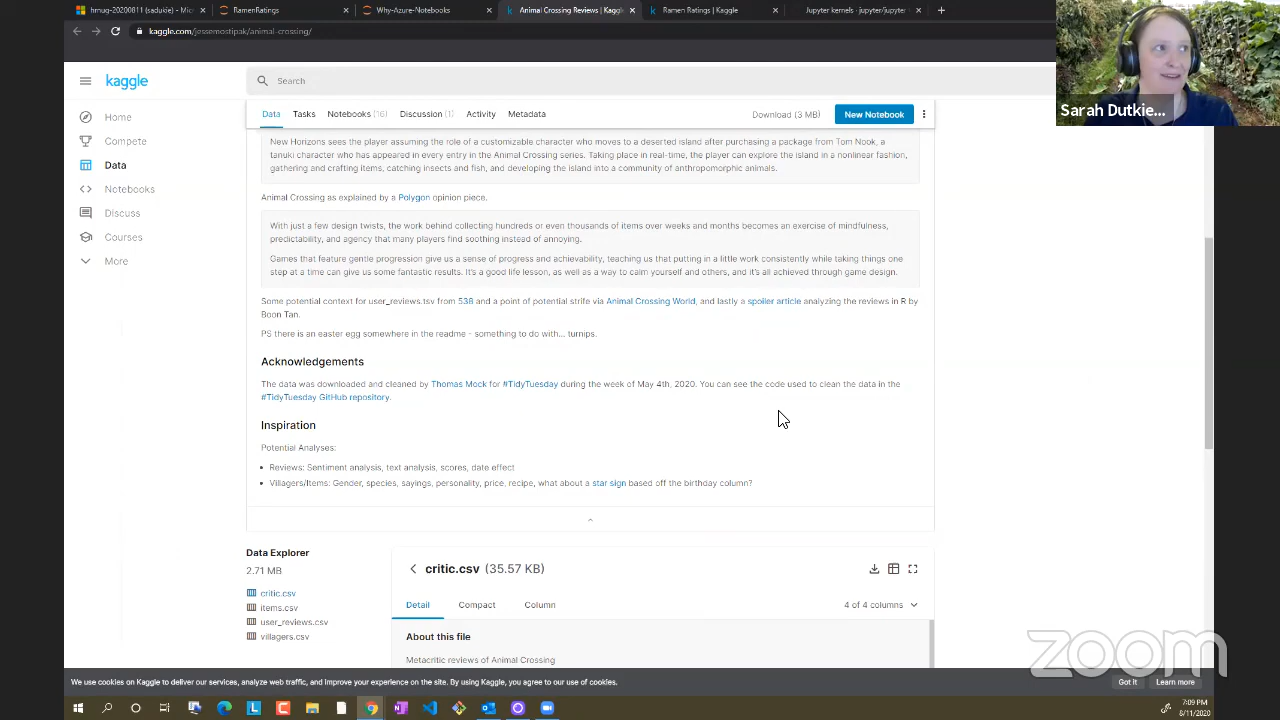 hmug-20200811 (sadukie) - Micr
RamenRatings
Why-Azure-Notebooks
Animal Crossing Reviews | Kaggl
Ramen Ratings | Kaggle
Jupyter kernels · jupyter/jupyter
kaggle.com/jessemostipak/animal-crossing/
kaggle
Search
Sarah Dutkie...
Data
Tasks
Notebooks (16)
Discussion (1)
Activity
Metadata
Download (3 MB)
New Notebook
Home
Compete
Data
Notebooks
Discuss
Courses
More
New Horizons sees the player assuming the role of a customizable character who moves to a deserted island after purchasing a package from Tom Nook, a
tanuki character who has appeared in every entry in the Animal Crossing series. Taking place in real-time, the player can explore the island in a nonlinear fashion,
gathering and crafting items, catching insects and fish, and developing the island into a community of anthropomorphic animals.
Animal Crossing as explained by a Polygon opinion piece.
With just a few design twists, the work behind collecting hundreds or even thousands of items over weeks and months becomes an exercise of mindfulness,
predictability, and agency that many players find soothing instead of annoying.
Games that feature gentle progression give us a sense of progress and achievability, teaching us that putting in a little work consistently while taking things one
step at a time can give us some fantastic results. It's a good life lesson, as well as a way to calm yourself and others, and it's all achieved through game design.
Some potential context for user_reviews.tsv from 538 and a point of potential strife via Animal Crossing World, and lastly a spoiler article analyzing the reviews in R by
Boon Tan.
PS there is an easter egg somewhere in the readme - something to do with... turnips.
Acknowledgements
The data was downloaded and cleaned by Thomas Mock for #TidyTuesday during the week of May 4th, 2020. You can see the code used to clean the data in the
#TidyTuesday GitHub repository.
Inspiration
Potential Analyses:
• Reviews: Sentiment analysis, text analysis, scores, date effect
• Villagers/Items: Gender, species, sayings, personality, price, recipe, what about a star sign based off the birthday column?
Data Explorer
2.71 MB
critic.csv
items.csv
user_reviews.csv
villagers.csv
critic.csv (35.57 KB)
Detail
Compact
Column
4 of 4 columns
About this file
Metacritic reviews of Animal Crossing
zoom
We use cookies on Kaggle to deliver our services, analyze web traffic, and improve your experience on the site. By using Kaggle, you agree to our use of cookies.
Got it
Learn more
7:09 PM
8/11/2020